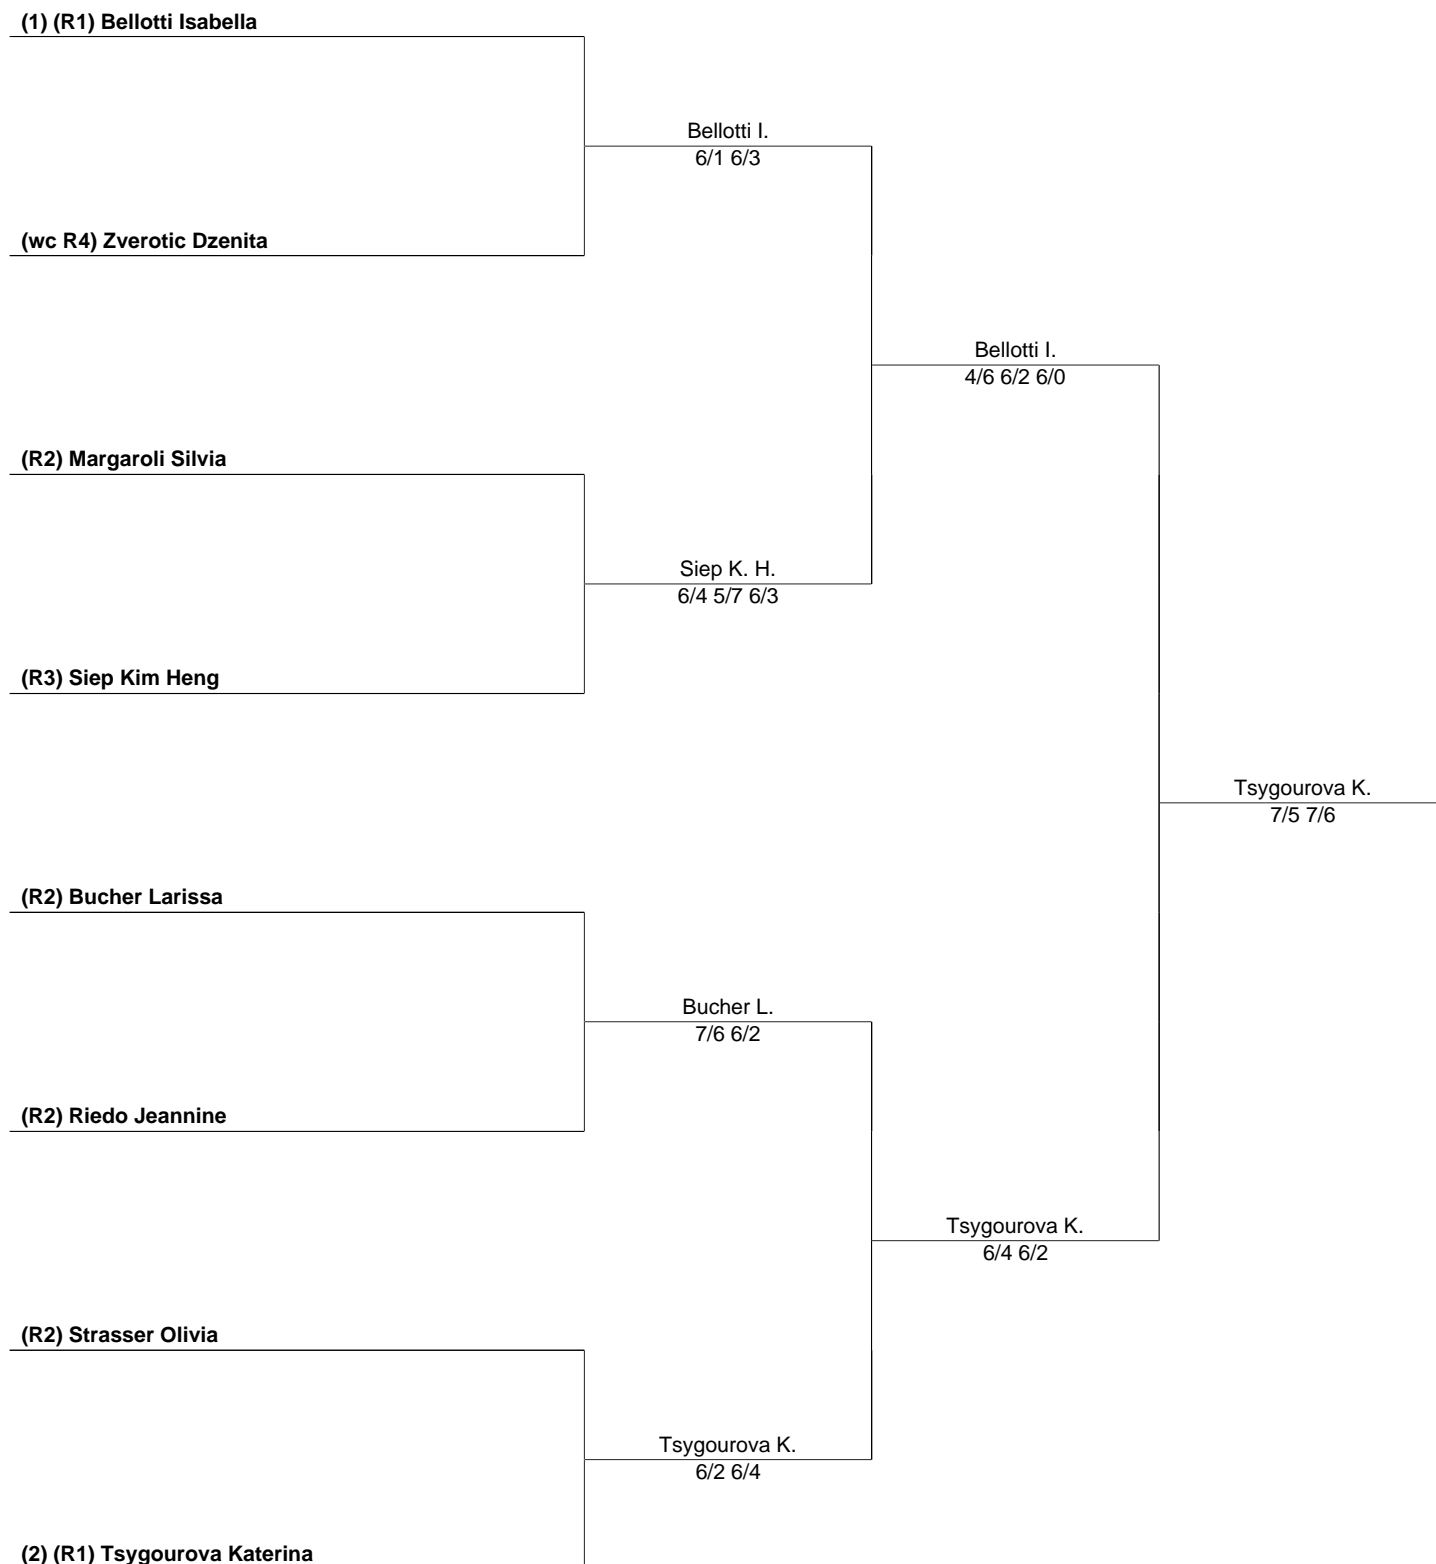 (1) (R1) Bellotti Isabella
Bellotti I.
6/1 6/3
(wc R4) Zverotic Dzenita
Bellotti I.
4/6 6/2 6/0
(R2) Margaroli Silvia
Siep K. H.
6/4 5/7 6/3
(R3) Siep Kim Heng
Tsygourova K.
7/5 7/6
(R2) Bucher Larissa
Bucher L.
7/6 6/2
(R2) Riedo Jeannine
Tsygourova K.
6/4 6/2
(R2) Strasser Olivia
Tsygourova K.
6/2 6/4
(2) (R1) Tsygourova Katerina